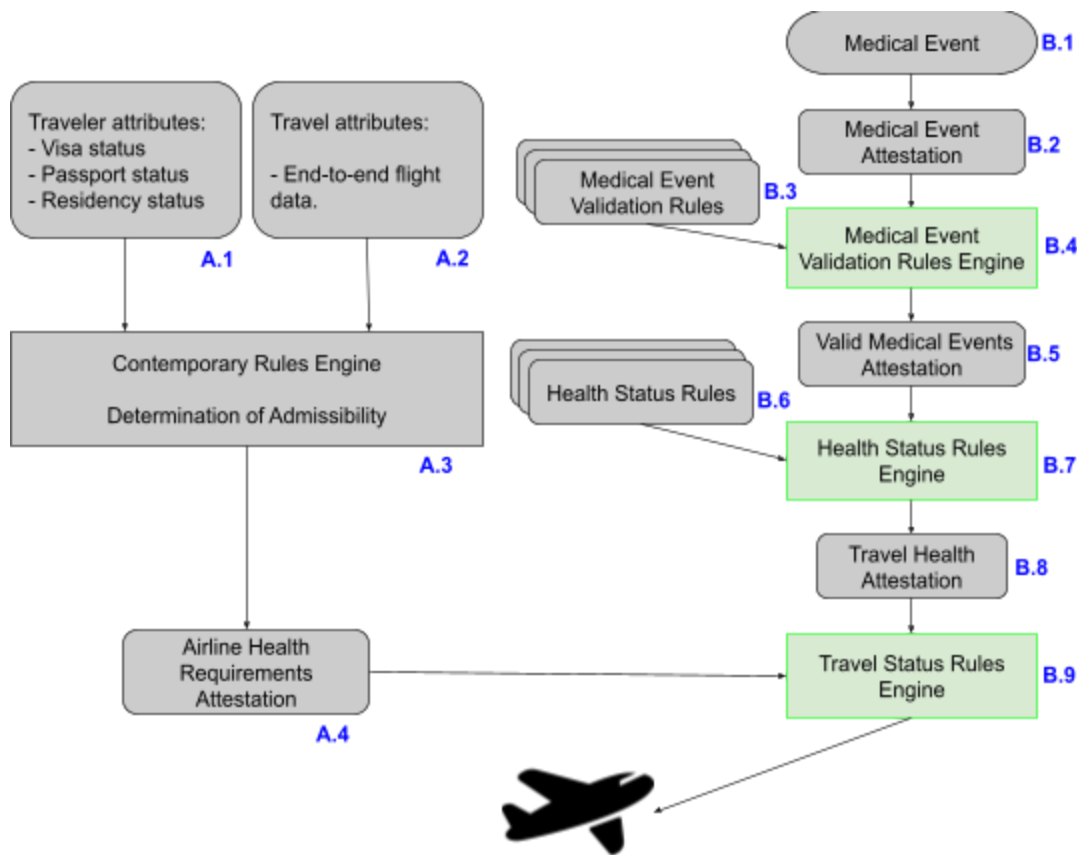 Medical Event
B.1
Traveler attributes:
- Visa status
- Passport status
- Residency status
A.1
Travel attributes:
- End-to-end flight
data.
A.2
Medical Event
Attestation
B.2
Medical Event
Validation Rules
B.3
Medical Event
Validation Rules Engine
B.4
Contemporary Rules Engine
Determination of Admissibility
A.3
Valid Medical Events
Attestation
B.5
Health Status Rules
B.6
Health Status Rules
Engine
B.7
Travel Health
Attestation
B.8
Airline Health
Requirements
Attestation
A.4
Travel Status Rules
Engine
B.9